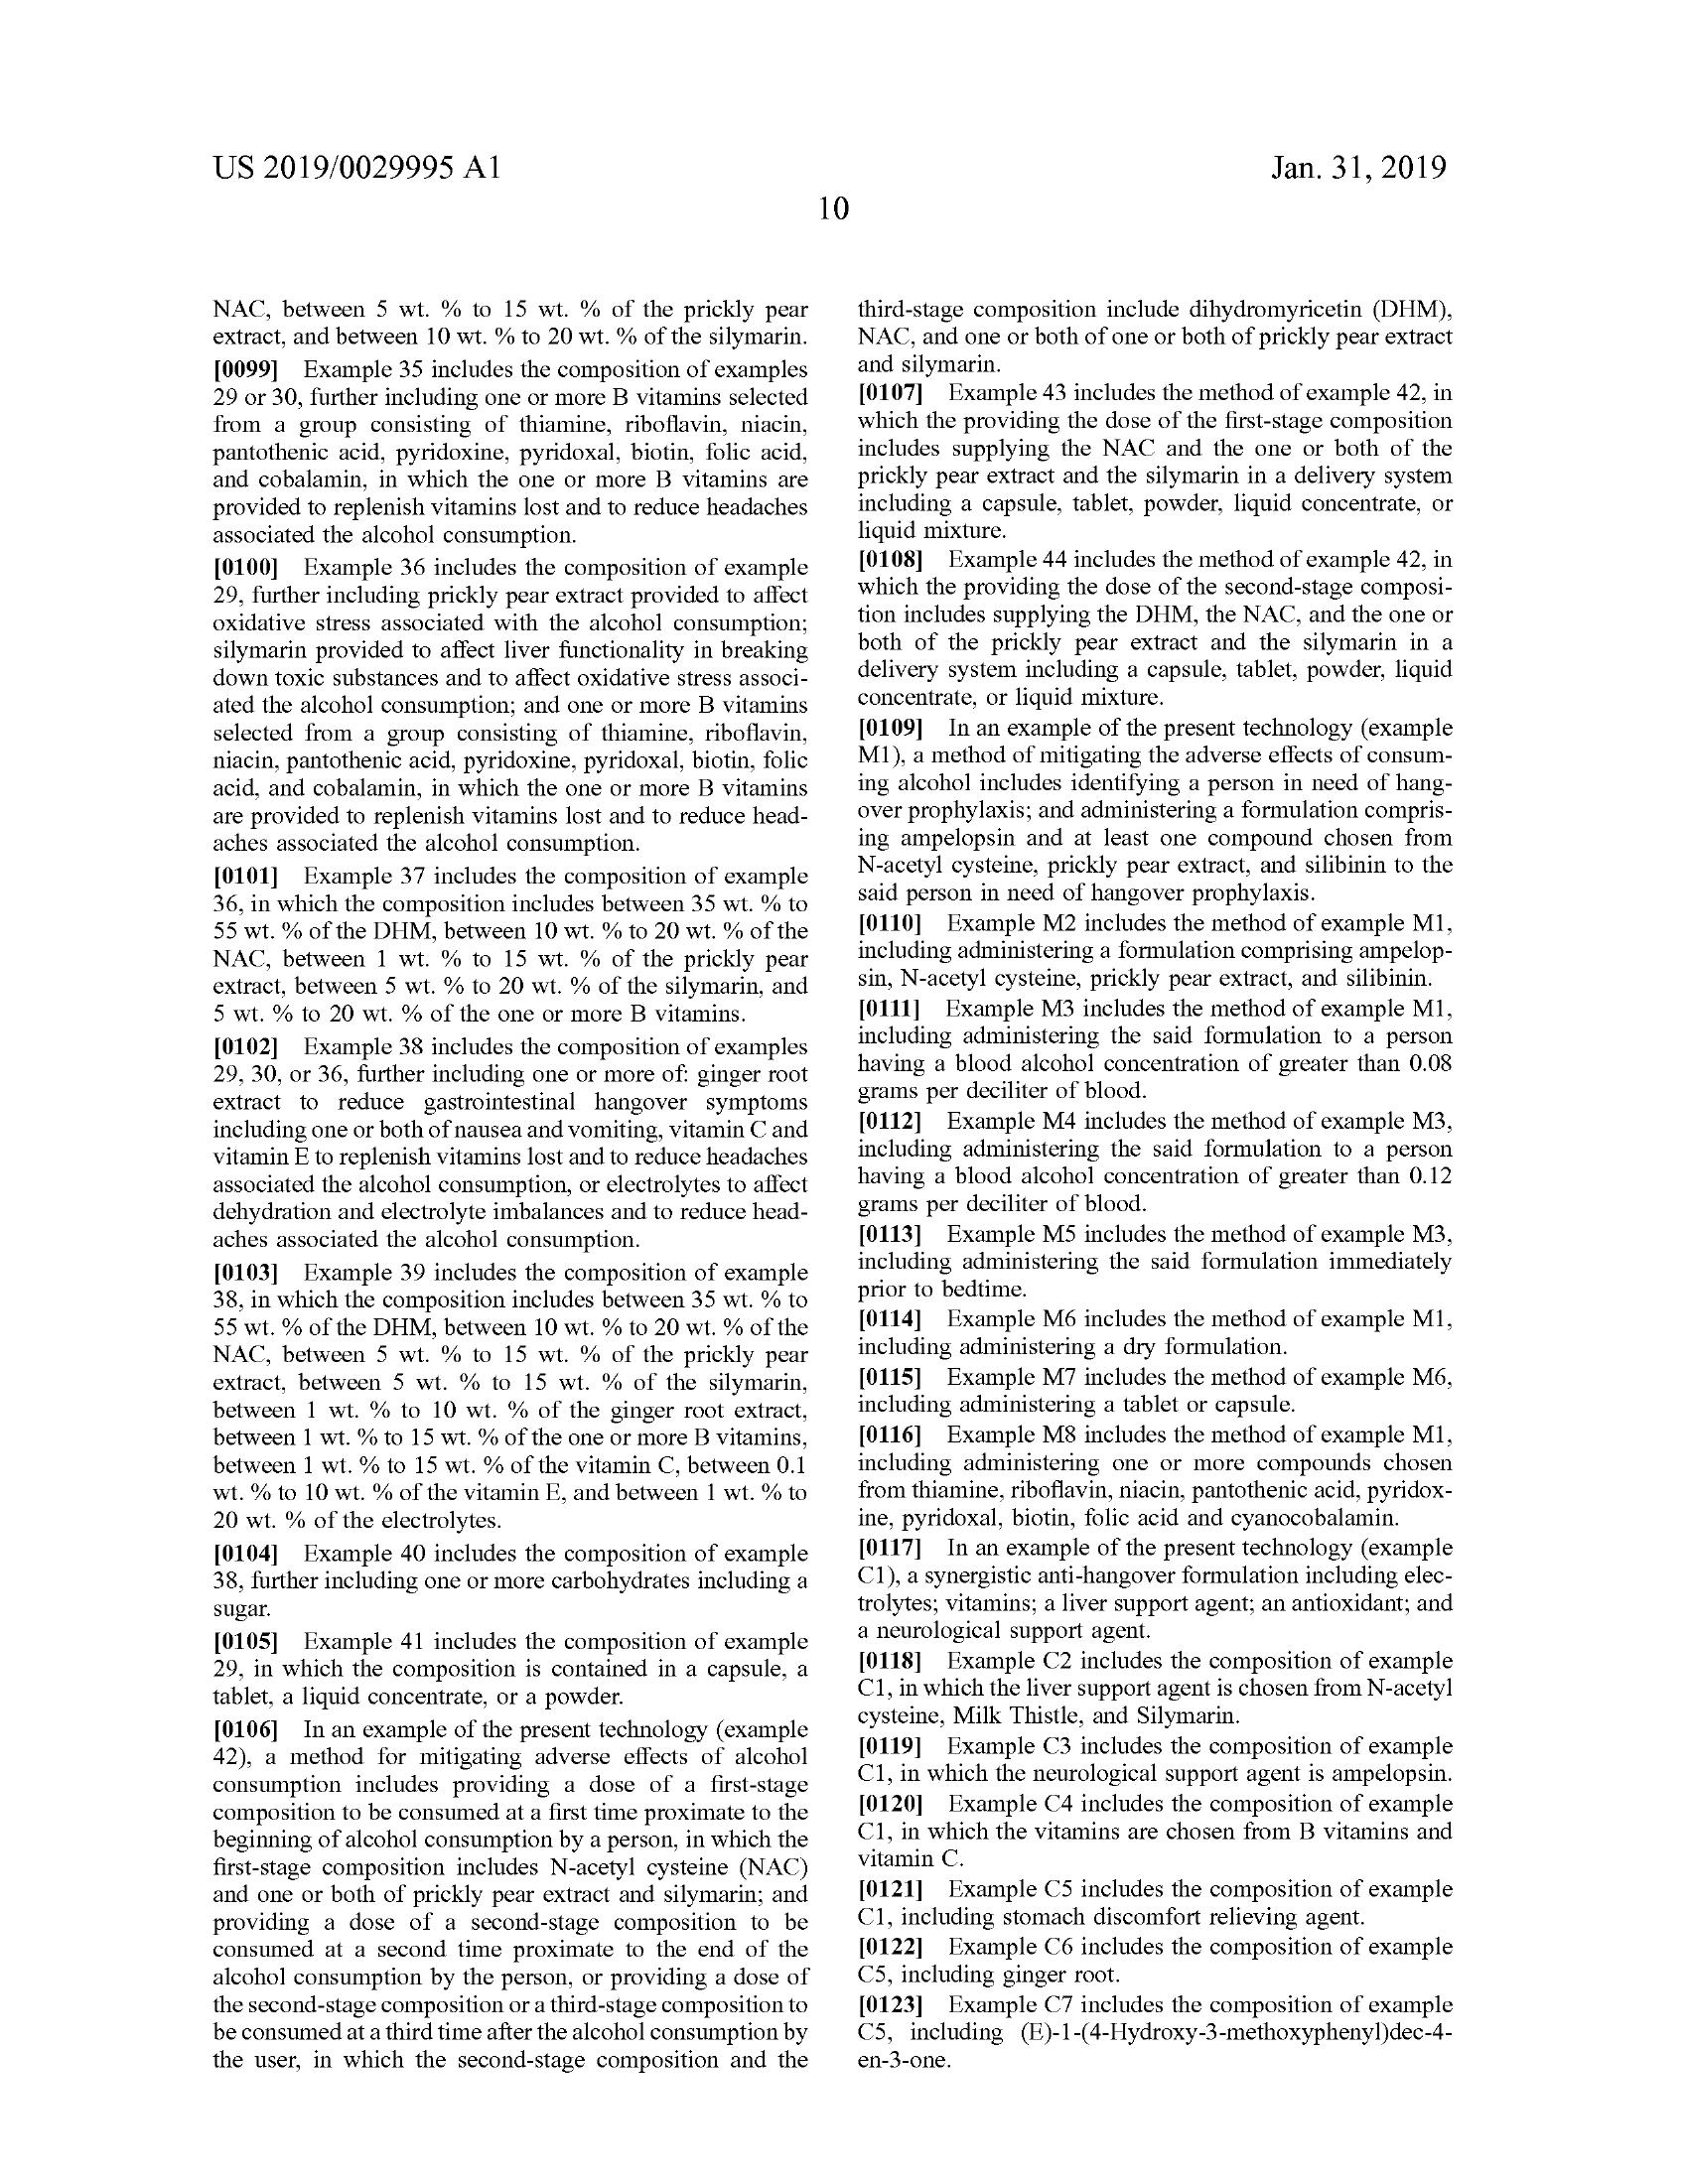 US 2019/0029995 A1
Jan. 31, 2019
10
NAC, between 5 wt. % to 15 wt. % of the prickly pear
extract, and between 10 wt. % to 20 wt. % of the silymarin.
[0099] Example 35 includes the composition of examples
29 or 30, further including one or more B vitamins selected
from a group consisting of thiamine, riboflavin, niacin,
pantothenic acid, pyridoxine, pyridoxal, biotin, folic acid,
and cobalamin, in which the one or more B vitamins are
provided to replenish vitamins lost and to reduce headaches
associated the alcohol consumption.
[0100] Example 36 includes the composition of example
29, further including prickly pear extract provided to affect
oxidative stress associated with the alcohol consumption;
silymarin provided to affect liver functionality in breaking
down toxic substances and to affect oxidative stress associ-
ated the alcohol consumption; and one or more B vitamins
selected from a group consisting of thiamine, riboflavin,
niacin, pantothenic acid, pyridoxine, pyridoxal, biotin, folic
acid, and cobalamin, in which the one or more B vitamins
are provided to replenish vitamins lost and to reduce head-
aches associated the alcohol consumption.
[0101] Example 37 includes the composition of example
36, in which the composition includes between 35 wt. % to
55 wt. % of the DHM, between 10 wt. % to 20 wt. % of the
NAC, between 1 wt. % to 15 wt. % of the prickly pear
extract, between 5 wt. % to 20 wt. % of the silymarin, and
5 wt. % to 20 wt. % of the one or more B vitamins.
[0102] Example 38 includes the composition of examples
29, 30, or 36, further including one or more of: ginger root
extract to reduce gastrointestinal hangover symptoms
including one or both of nausea and vomiting, vitamin C and
vitamin E to replenish vitamins lost and to reduce headaches
associated the alcohol consumption, or electrolytes to affect
dehydration and electrolyte imbalances and to reduce head-
aches associated the alcohol consumption.
[0103] Example 39 includes the composition of example
38, in which the composition includes between 35 wt. % to
55 wt. % of the DHM, between 10 wt. % to 20 wt. % of the
NAC, between 5 wt. % to 15 wt. % of the prickly pear
extract, between 5 wt. % to 15 wt. % of the silymarin,
between 1 wt. % to 10 wt. % of the ginger root extract,
between 1 wt. % to 15 wt. % of the one or more B vitamins,
between 1 wt. % to 15 wt. % of the vitamin C, between 0.1
wt. % to 10 wt. % of the vitamin E, and between 1 wt. % to
20 wt. % of the electrolytes.
[0104] Example 40 includes the composition of example
38, further including one or more carbohydrates including a
sugar.
[0105] Example 41 includes the composition of example
29, in which the composition is contained in a capsule, a
tablet, a liquid concentrate, or a powder.
[0106] In an example of the present technology (example
42), a method for mitigating adverse effects of alcohol
consumption includes providing a dose of a first-stage
composition to be consumed at a first time proximate to the
beginning of alcohol consumption by a person, in which the
first-stage composition includes N-acetyl cysteine (NAC)
and one or both of prickly pear extract and silymarin; and
providing a dose of a second-stage composition to be
consumed at a second time proximate to the end of the
alcohol consumption by the person, or providing a dose of
the second-stage composition or a third-stage composition to
be consumed at a third time after the alcohol consumption by
the user, in which the second-stage composition and the
third-stage composition include dihydromyricetin (DHM),
NAC, and one or both of one or both of prickly pear extract
and silymarin.
[0107] Example 43 includes the method of example 42, in
which the providing the dose of the first-stage composition
includes supplying the NAC and the one or both of the
prickly pear extract and the silymarin in a delivery system
including a capsule, tablet, powder, liquid concentrate, or
liquid mixture.
[0108] Example 44 includes the method of example 42, in
which the providing the dose of the second-stage composi-
tion includes supplying the DHM, the NAC, and the one or
both of the prickly pear extract and the silymarin in a
delivery system including a capsule, tablet, powder, liquid
concentrate, or liquid mixture.
[0109] In an example of the present technology (example
M1), a method of mitigating the adverse effects of consum-
ing alcohol includes identifying a person in need of hang-
over prophylaxis; and administering a formulation compris-
ing ampelopsin and at least one compound chosen from
N-acetyl cysteine, prickly pear extract, and silibinin to the
said person in need of hangover prophylaxis.
[0110] Example M2 includes the method of example M1,
including administering a formulation comprising ampelop-
sin, N-acetyl cysteine, prickly pear extract, and silibinin.
[0111] Example M3 includes the method of example M1,
including administering the said formulation to a person
having a blood alcohol concentration of greater than 0.08
grams per deciliter of blood.
[0112] Example M4 includes the method of example M3,
including administering the said formulation to a person
having a blood alcohol concentration of greater than 0.12
grams per deciliter of blood.
[0113] Example M5 includes the method of example M3,
including administering the said formulation immediately
prior to bedtime.
[0114] Example M6 includes the method of example M1,
including administering a dry formulation.
[0115] Example M7 includes the method of example M6,
including administering a tablet or capsule.
[0116] Example M8 includes the method of example M1,
including administering one or more compounds chosen
from thiamine, riboflavin, niacin, pantothenic acid, pyridox-
ine, pyridoxal, biotin, folic acid and cyanocobalamin.
[0117] In an example of the present technology (example
C1), a synergistic anti-hangover formulation including elec-
trolytes; vitamins; a liver support agent; an antioxidant; and
a neurological support agent.
[0118] Example C2 includes the composition of example
C1, in which the liver support agent is chosen from N-acetyl
cysteine, Milk Thistle, and Silymarin.
[0119] Example C3 includes the composition of example
C1, in which the neurological support agent is ampelopsin.
[0120] Example C4 includes the composition of example
C1, in which the vitamins are chosen from B vitamins and
vitamin C.
[0121] Example C5 includes the composition of example
C1, including stomach discomfort relieving agent.
[0122] Example C6 includes the composition of example
C5, including ginger root.
[0123] Example C7 includes the composition of example
C5, including (E)-1-(4-Hydroxy-3-methoxyphenyl)dec-4-
en-3-one.